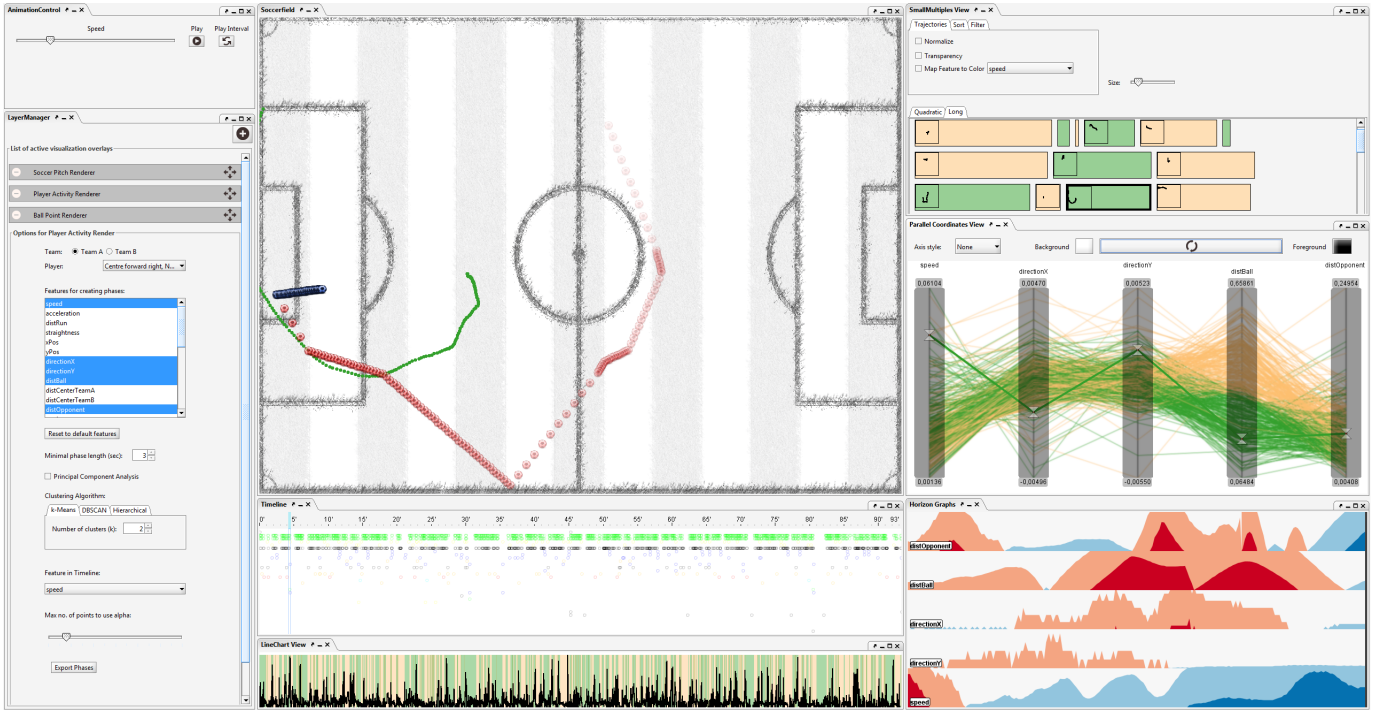 AnimationControl
Speed
Play
Play Interval
LayerManager
List of active visualization overlays
Soccer Pitch Renderer
Player Activity Renderer
Ball Point Renderer
Options for Player Activity Render
Team: Team A Team B
Player: Centre forward right, N...
Features for creating phases:
speed
acceleration
distRun
straightness
xPos
yPos
directionX
directionY
distBall
distCenterTeamA
distCenterTeamB
distOpponent
Reset to default features
Minimal phase length (sec): 3
Principal Component Analysis
Clustering Algorithm:
k-Means DBSCAN Hierarchical
Number of clusters (k): 2
Feature in Timeline:
speed
Max no. of points to use alpha:
Export Phases
Soccerfield
Timeline
0' 5' 15' 20' 25' 30' 35' 40' 45' 50' 55' 60' 65' 70' 75' 80' 85' 90' 93'
LineChart View
SmallMultiples View
Trajectories Sort Filter
Normalize
Transparency
Map Feature to Color speed
Size:
Quadratic Long
Parallel Coordinates View
Axis style: None Background Foreground
speed directionX directionY distBall distOpponent
0,06104 0,00470 0,00523 0,65861 0,24954
0,00136 -0,00496 -0,00550 0,06484 0,00408
Horizon Graphs
distOpponent
distBall
directionX
directionY
speed